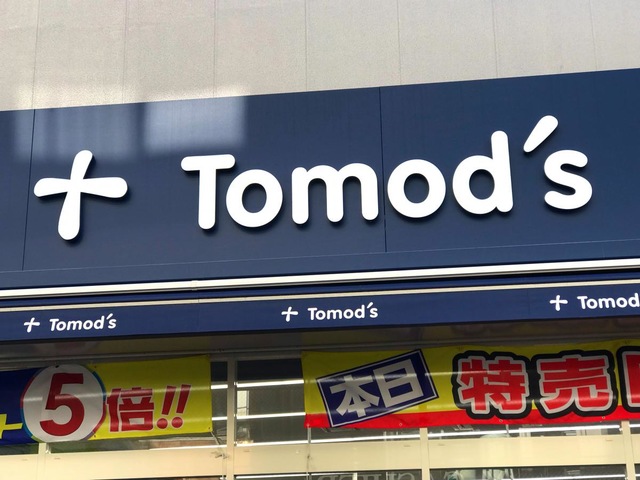 Tomod's
Tomod's
Tomod's
Tomod
5倍!!
本日
特売